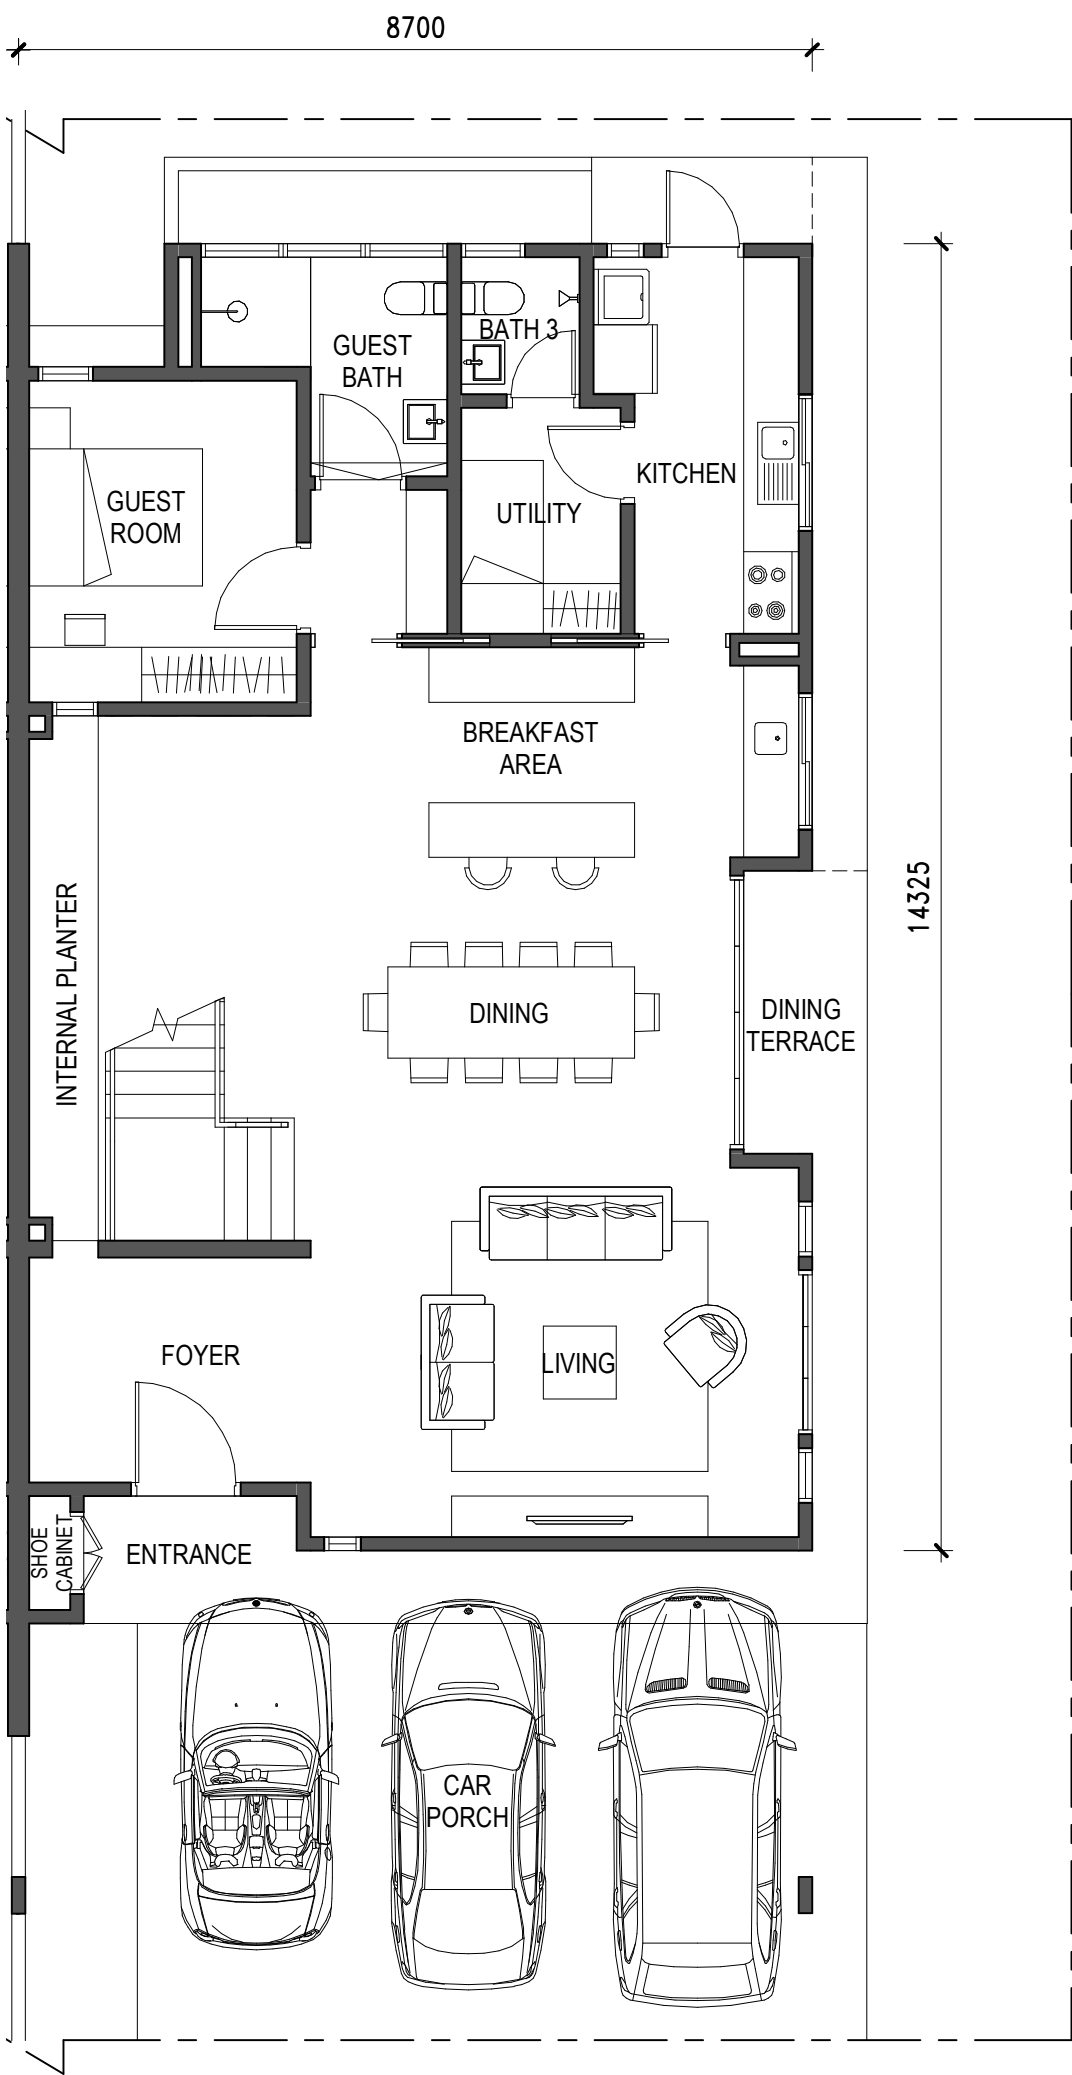 8700
BATH 3
GUEST
BATH
KITCHEN
GUEST
ROOM
UTILITY
BREAKFAST
AREA
14325
INTERNAL PLANTER
DINING
DINING
TERRACE
FOYER
LIVING
SHOE
CABINET
ENTRANCE
CAR
PORCH